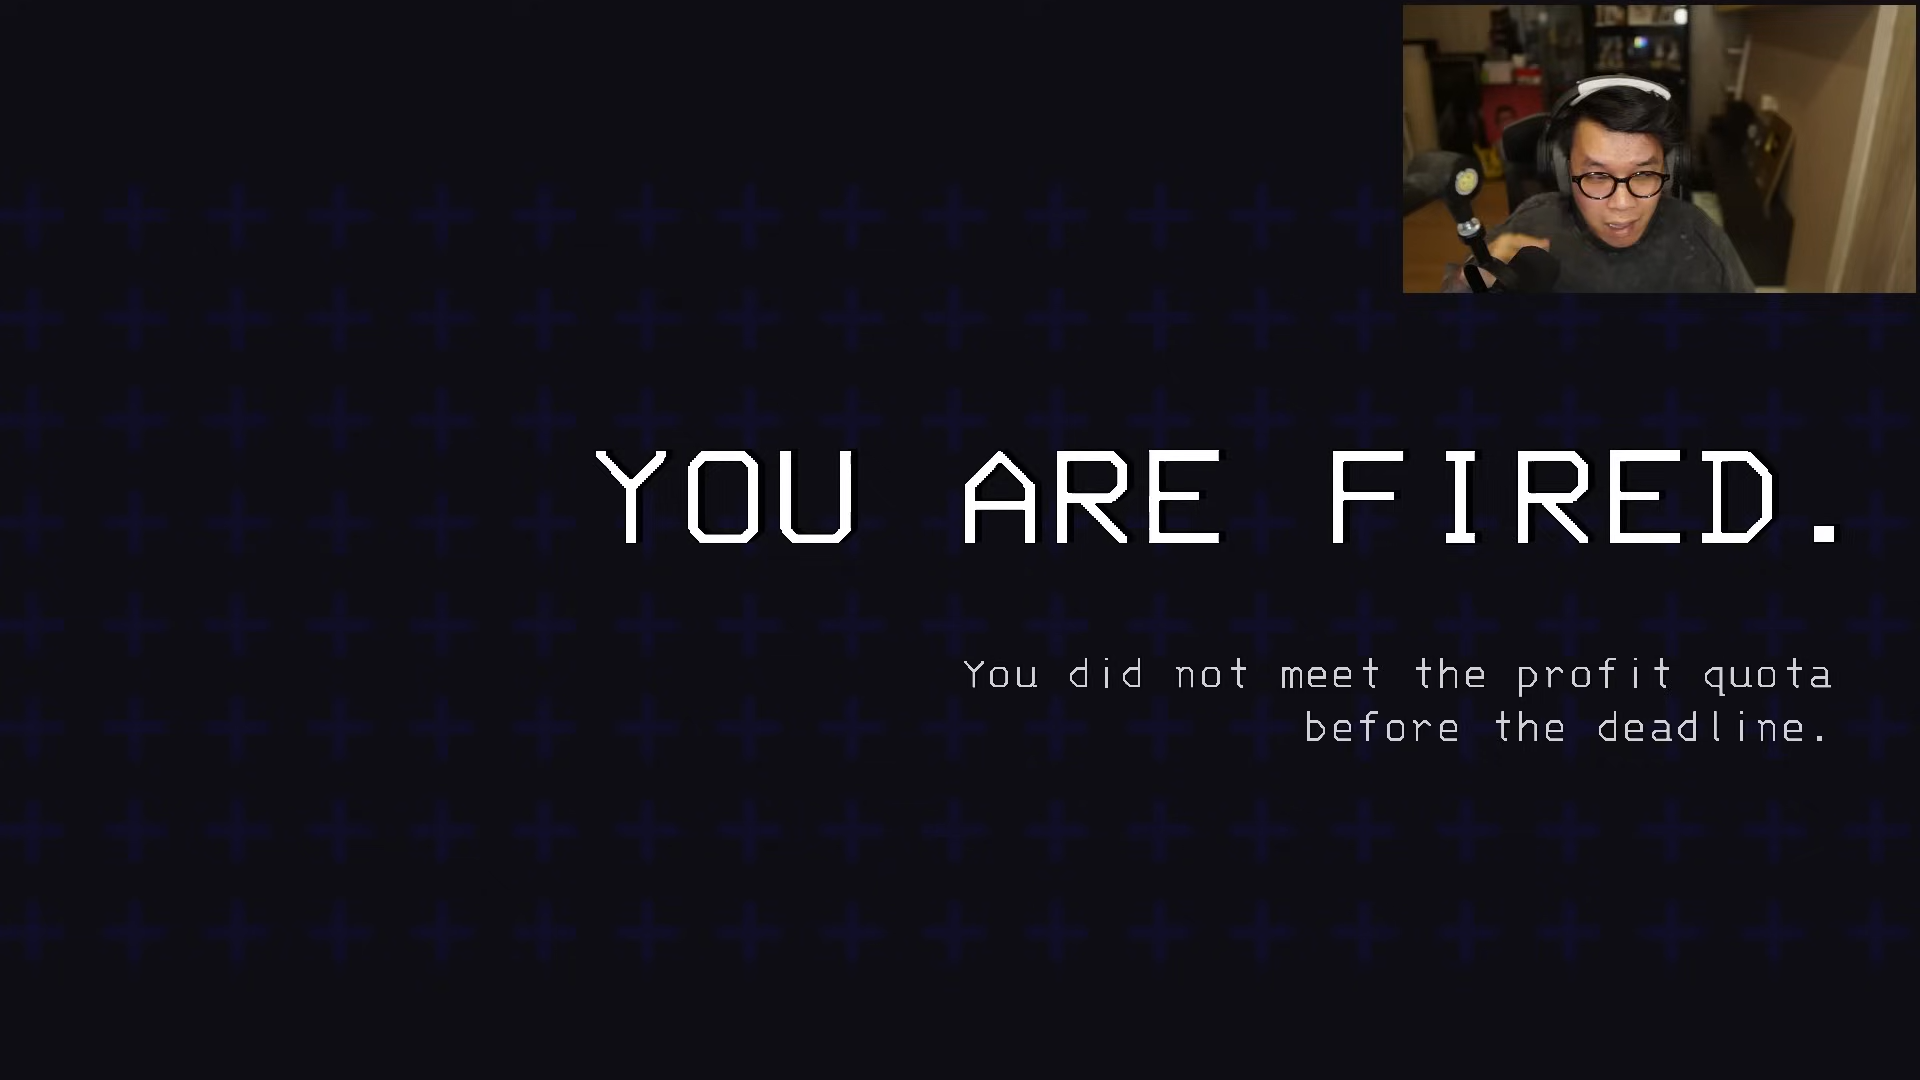 YOU ARE FIRED.
You did not meet the profit quota
before the deadline.